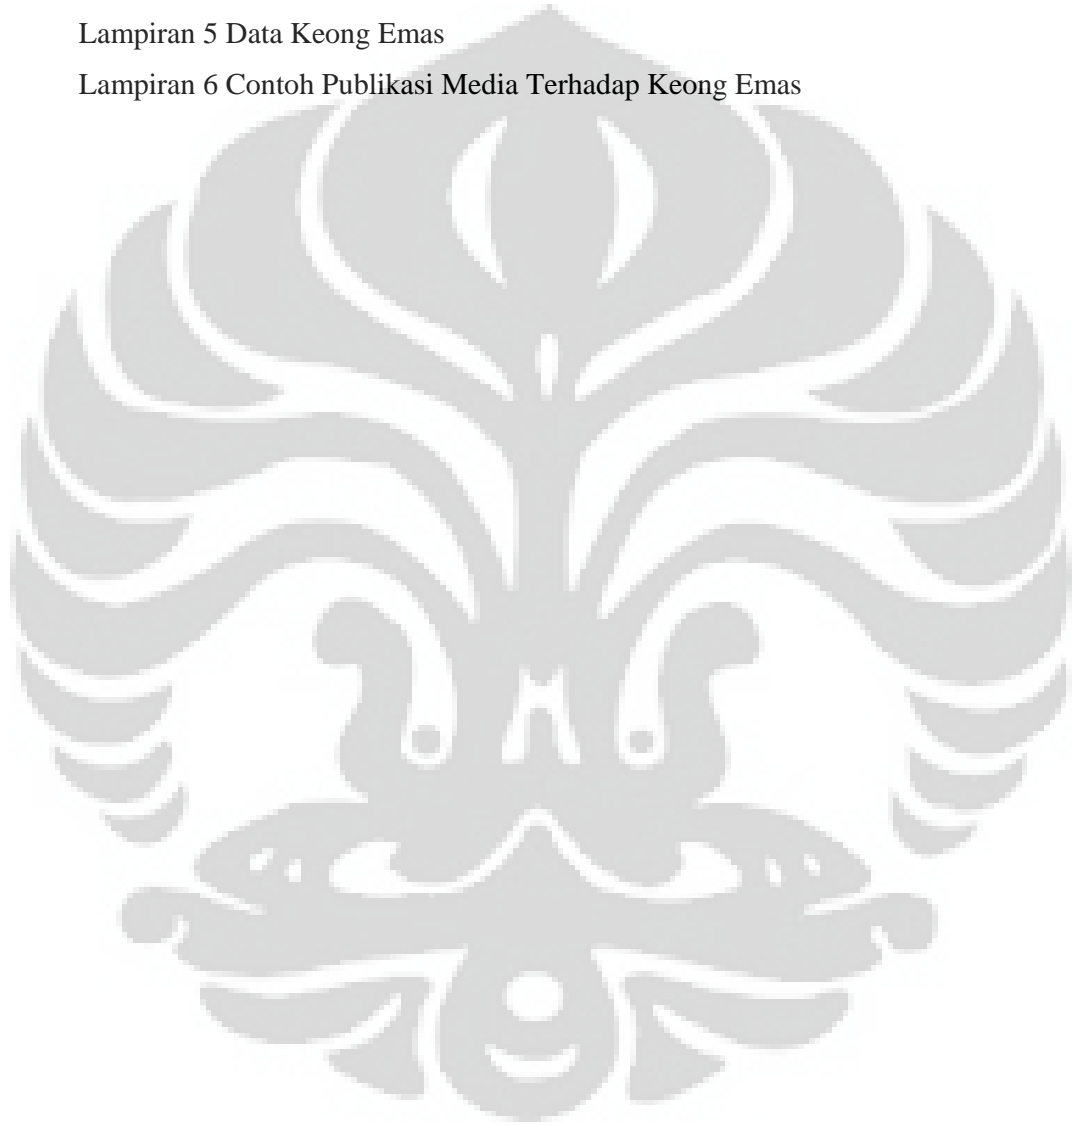 Lampiran 5 Data Keong Emas
Lampiran 6 Contoh Publikasi Media Terhadap Keong Emas